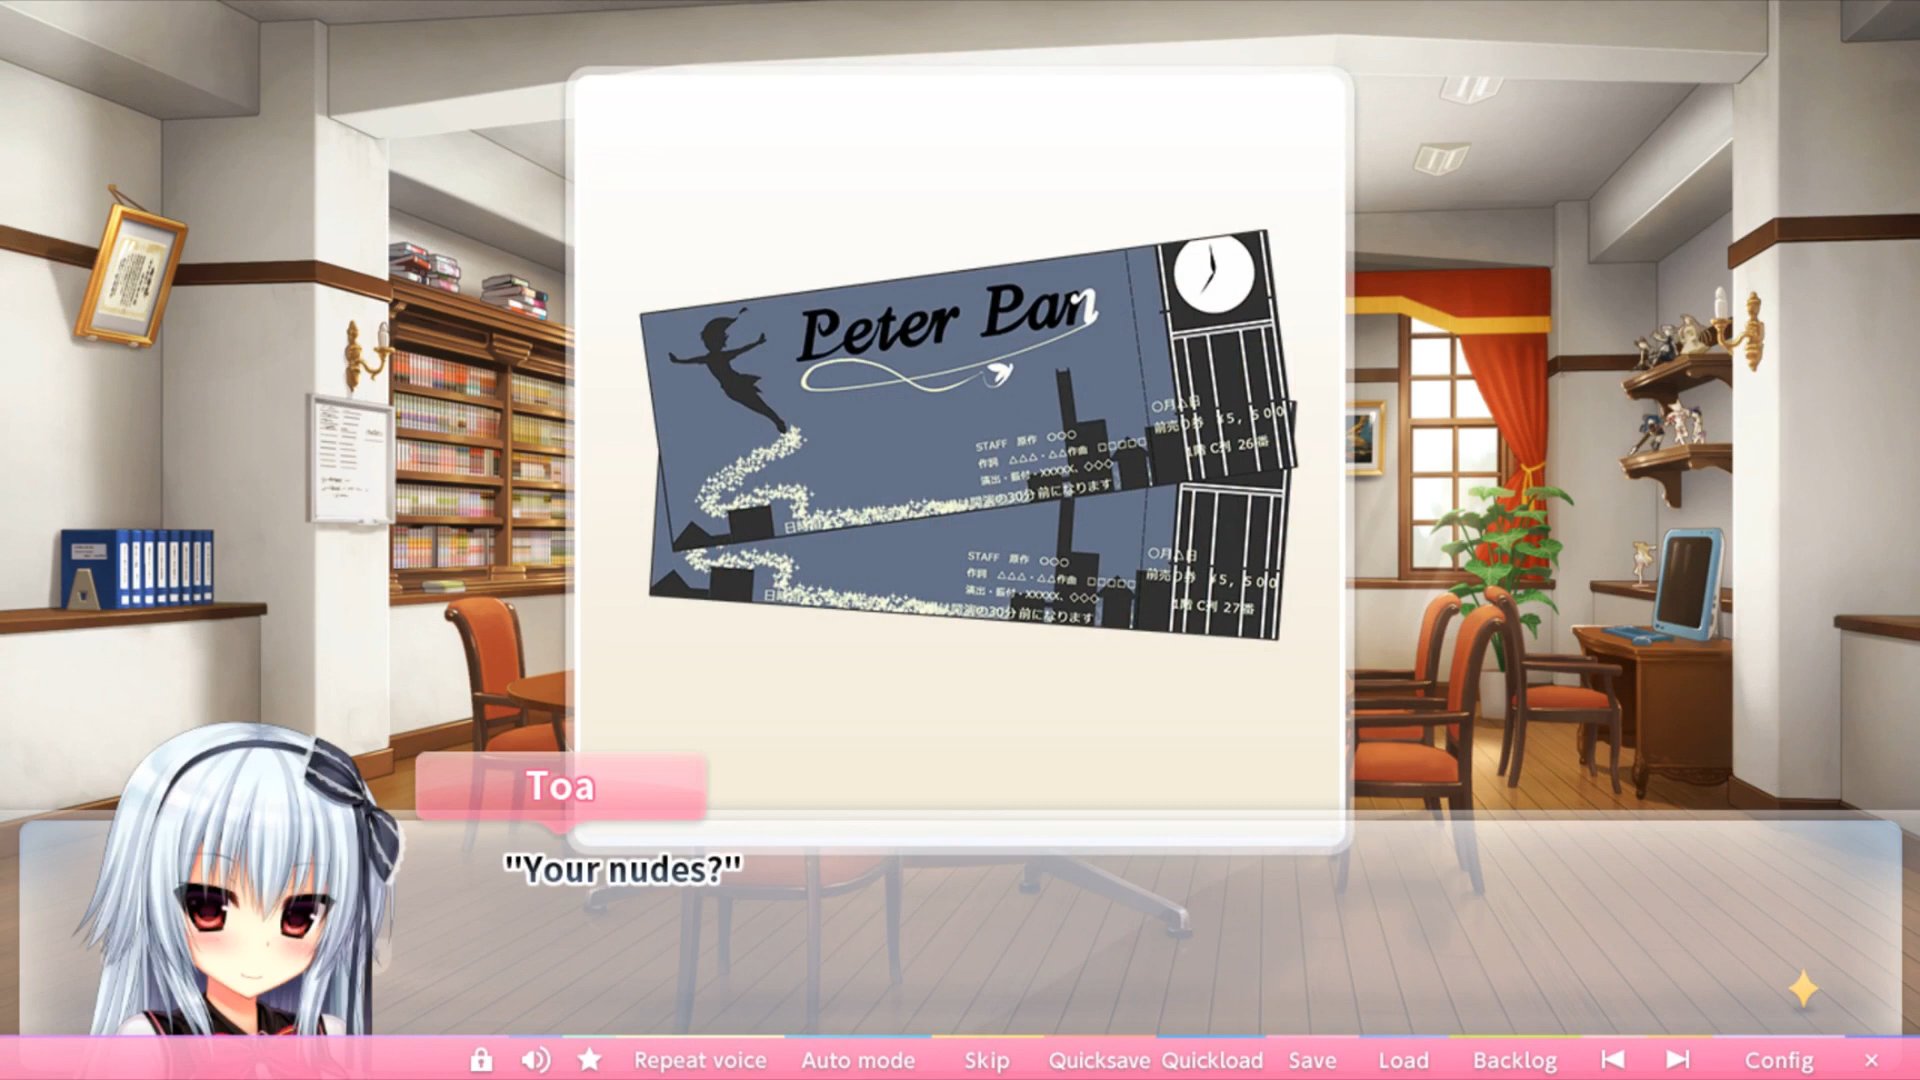 Peter Pan
STAFF 原作 ○○○
作詞 △△△・△△作曲 □□□□□
演出・振付・XXXXX、◇◇◇
開演の30分前になります
○月△日
前売り券 ¥5,500
1階 C列 26番
STAFF 原作 ○○○
作詞 △△△・△△作曲 □□□□□
演出・振付・XXXXX、◇◇◇
開演の30分前になります
○月△日
前売り券 ¥5,500
1階 C列 27番
Toa
"Your nudes?"
Repeat voice Auto mode Skip Quicksave Quickload Save Load Backlog Config